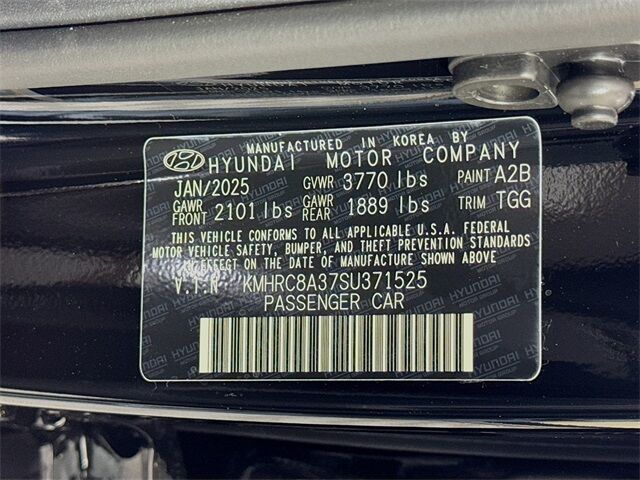 MANUFACTURED IN KOREA BY
HYUNDAI MOTOR COMPANY
JAN/2025 GVWR 3770 lbs PAINT A2B
GAWR FRONT 2101 lbs GAWR REAR 1889 lbs TRIM TGG
THIS VEHICLE CONFORMS TO ALL APPLICABLE U.S.A. FEDERAL
MOTOR VEHICLE SAFETY, BUMPER, AND THEFT PREVENTION STANDARDS
IN EFFECT ON THE DATE OF MANUFACTURE SHOWN ABOVE
V.I.N: KMHRC8A37SU371525
PASSENGER CAR